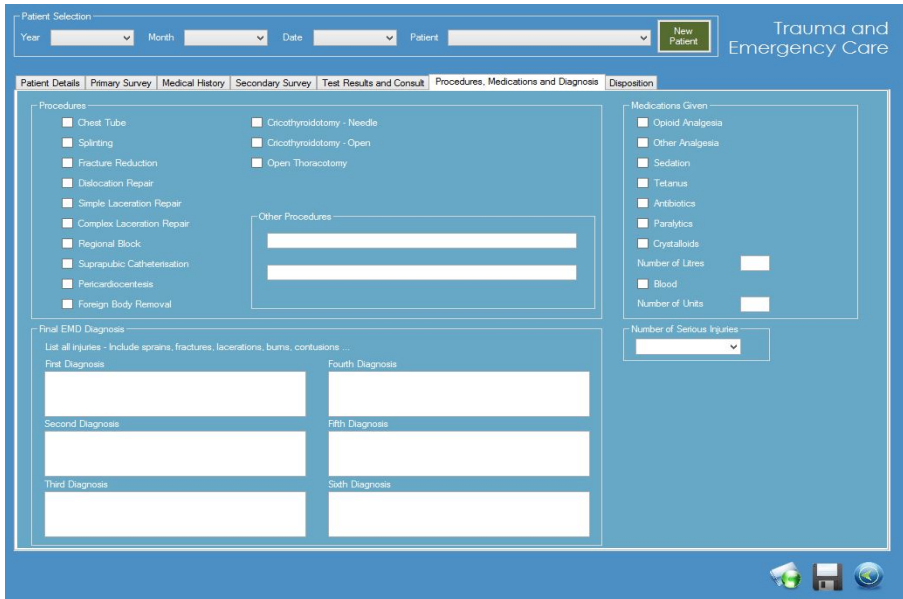 Patient Selection
Year Month Date Patient New Patient
Trauma and
Emergency Care
Patient Details Primary Survey Medical History Secondary Survey Test Results and Consult Procedures, Medications and Diagnosis Disposition
Procedures
Chest Tube
Splinting
Fracture Reduction
Dislocation Repair
Simple Laceration Repair
Complex Laceration Repair
Regional Block
Suprapubic Catheterisation
Pericardiocentesis
Foreign Body Removal
Cricothyroidotomy - Needle
Cricothyroidotomy - Open
Open Thoracotomy
Other Procedures
Medications Given
Opioid Analgesia
Other Analgesia
Sedation
Tetanus
Antibiotics
Paralytics
Crystalloids
Number of Litres
Blood
Number of Units
Final EMD Diagnosis
List all injuries - Include sprains, fractures, lacerations, burns, contusions ...
First Diagnosis
Second Diagnosis
Third Diagnosis
Fourth Diagnosis
Fifth Diagnosis
Sixth Diagnosis
Number of Serious Injuries